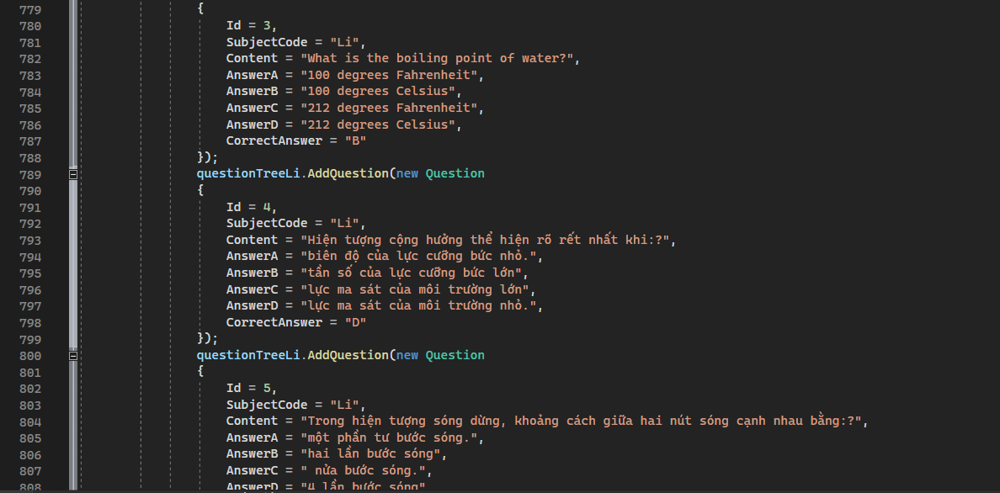 779 {
780 Id = 3,
781 SubjectCode = "Li",
782 Content = "What is the boiling point of water?",
783 AnswerA = "100 degrees Fahrenheit",
784 AnswerB = "100 degrees Celsius",
785 AnswerC = "212 degrees Fahrenheit",
786 AnswerD = "212 degrees Celsius",
787 CorrectAnswer = "B"
788 });
789 questionTreeLi.AddQuestion(new Question
790 {
791 Id = 4,
792 SubjectCode = "Li",
793 Content = "Hiện tượng cộng hưởng thể hiện rõ rết nhất khi:?",
794 AnswerA = "biên độ của lực cưỡng bức nhỏ.",
795 AnswerB = "tần số của lực cưỡng bức lớn",
796 AnswerC = "lực ma sát của môi trường lớn",
797 AnswerD = "lực ma sát của môi trường nhỏ.",
798 CorrectAnswer = "D"
799 });
800 questionTreeLi.AddQuestion(new Question
801 {
802 Id = 5,
803 SubjectCode = "Li",
804 Content = "Trong hiện tượng sóng dừng, khoảng cách giữa hai nút sóng cạnh nhau bằng:?",
805 AnswerA = "một phần tư bước sóng.",
806 AnswerB = "hai lần bước sóng",
807 AnswerC = " nửa bước sóng.",
808 AnswerD = "4 lần bước sóng"